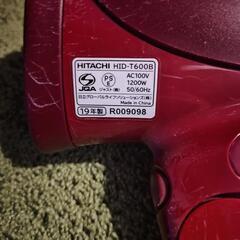 HITACHI HID-T600B
JQA
PS
E
AC100V
1200W
ジャスト(株) 50/60Hz
日立グローバルライフソリューションズ(株)
Made in China
19年製 R009098